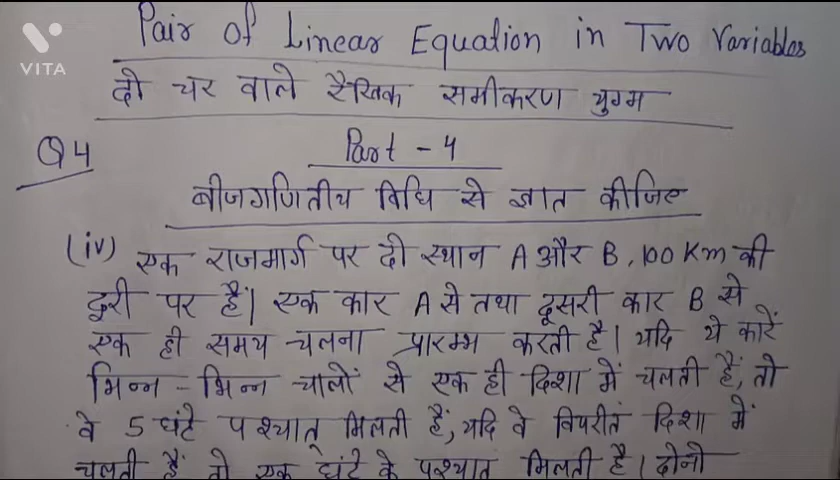 Pair of Linear Equation in Two Variables
VITA
दो चर वाले रैखिक समीकरण युग्म
Part - 4
Q4
बीजगणितीय विधि से ज्ञात कीजिए
(iv) एक राजमार्ग पर दो स्थान A और B, 100 Km की
दुरी पर हैं। एक कार A से तथा दूसरी कार B से
एक ही समय चलना प्रारम्भ करती है। यदि ये कारें
भिन्न - भिन्न चालों से एक ही दिशा में चलती हैं, तो
वे 5 घंटे पश्चात् मिलती हैं, यदि वे विपरीत दिशा में
चलती हैं तो एक घंटे के पश्चात मिलती है। दोनो